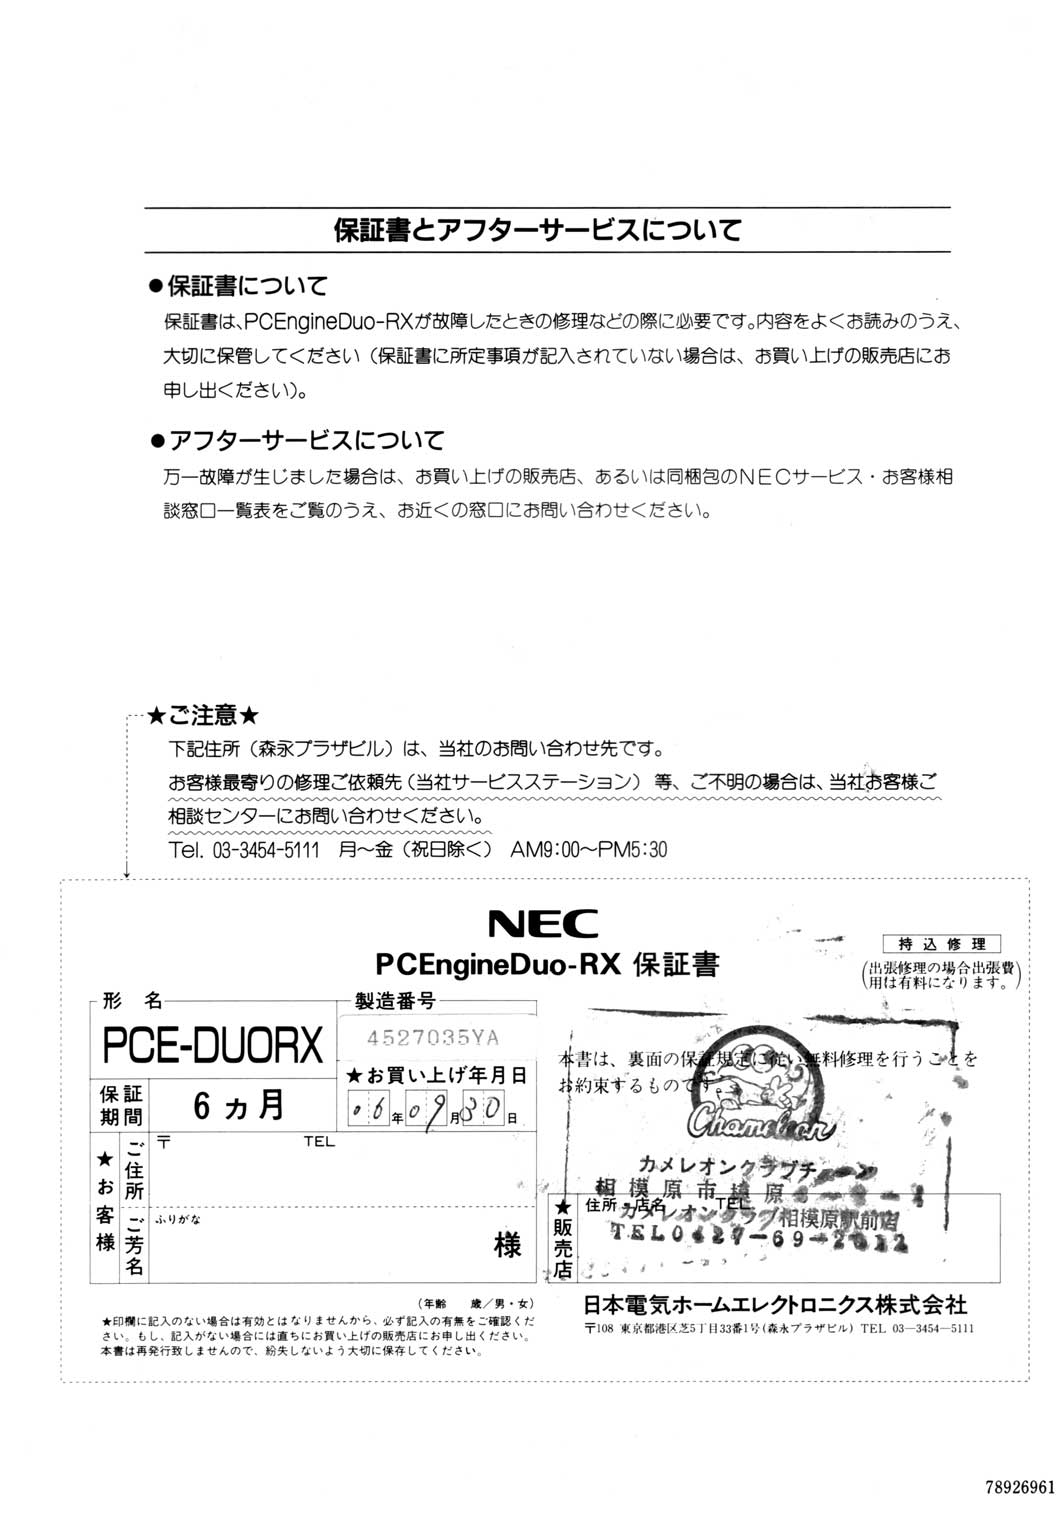 保証書とアフターサービスについて
●保証書について
保証書は、PCEngineDuo-RXが故障したときの修理などの際に必要です。内容をよくお読みのうえ、
大切に保管してください（保証書に所定事項が記入されていない場合は、お買い上げの販売店にお
申し出ください）。
●アフターサービスについて
万一故障が生じました場合は、お買い上げの販売店、あるいは同梱包のNECサービス・お客様相
談窓口一覧表をご覧のうえ、お近くの窓口にお問い合わせください。
★ご注意★
下記住所（森永プラザビル）は、当社のお問い合わせ先です。
お客様最寄りの修理ご依頼先（当社サービスステーション）等、ご不明の場合は、当社お客様ご
相談センターにお問い合わせください。
Tel. 03-3454-5111 月～金（祝日除く） AM9:00～PM5:30
NEC
PCEngineDuo-RX 保証書
持込修理
（出張修理の場合出張費
用は有料になります。）
形 名
PCE-DUORX
製造番号
4527035YA
保証期間
6ヵ月
★お買い上げ年月日
06年09月30日
本書は、裏面の保証規定に従い無料修理を行うことを
お約束するものです。
Chameleon
カメレオンクラブチェーン
相模原市 原
カメレオンクラブ相模原駅前店
TEL0427-69-2012
★お客様
ご住所
〒 TEL
ご芳名
ふりがな
様
（年齢 歳／男・女）
★販売店
住所・店名 TEL
★印欄に記入のない場合は有効とはなりませんから、必ず記入の有無をご確認くだ
さい。もし、記入がない場合には直ちにお買い上げの販売店にお申し出ください。
本書は再発行致しませんので、紛失しないよう大切に保存してください。
日本電気ホームエレクトロニクス株式会社
〒108 東京都港区芝5丁目33番1号（森永プラザビル） TEL 03—3454—5111
78926961